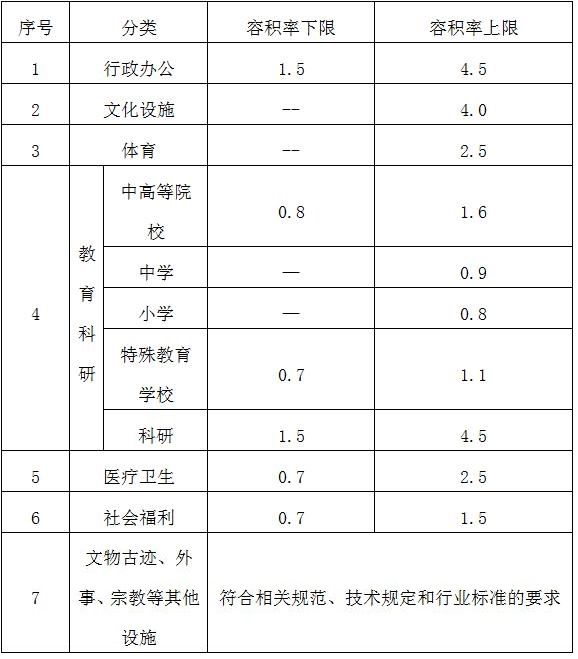 序号 分类 容积率下限 容积率上限
1 行政办公 1.5 4.5
2 文化设施 -- 4.0
3 体育 -- 2.5
4 教育科研
中高等院
校 0.8 1.6
中学 — 0.9
小学 — 0.8
特殊教育
学校 0.7 1.1
科研 1.5 4.5
5 医疗卫生 0.7 2.5
6 社会福利 0.7 1.5
7 文物古迹、外
事、宗教等其他
设施 符合相关规范、技术规定和行业标准的要求